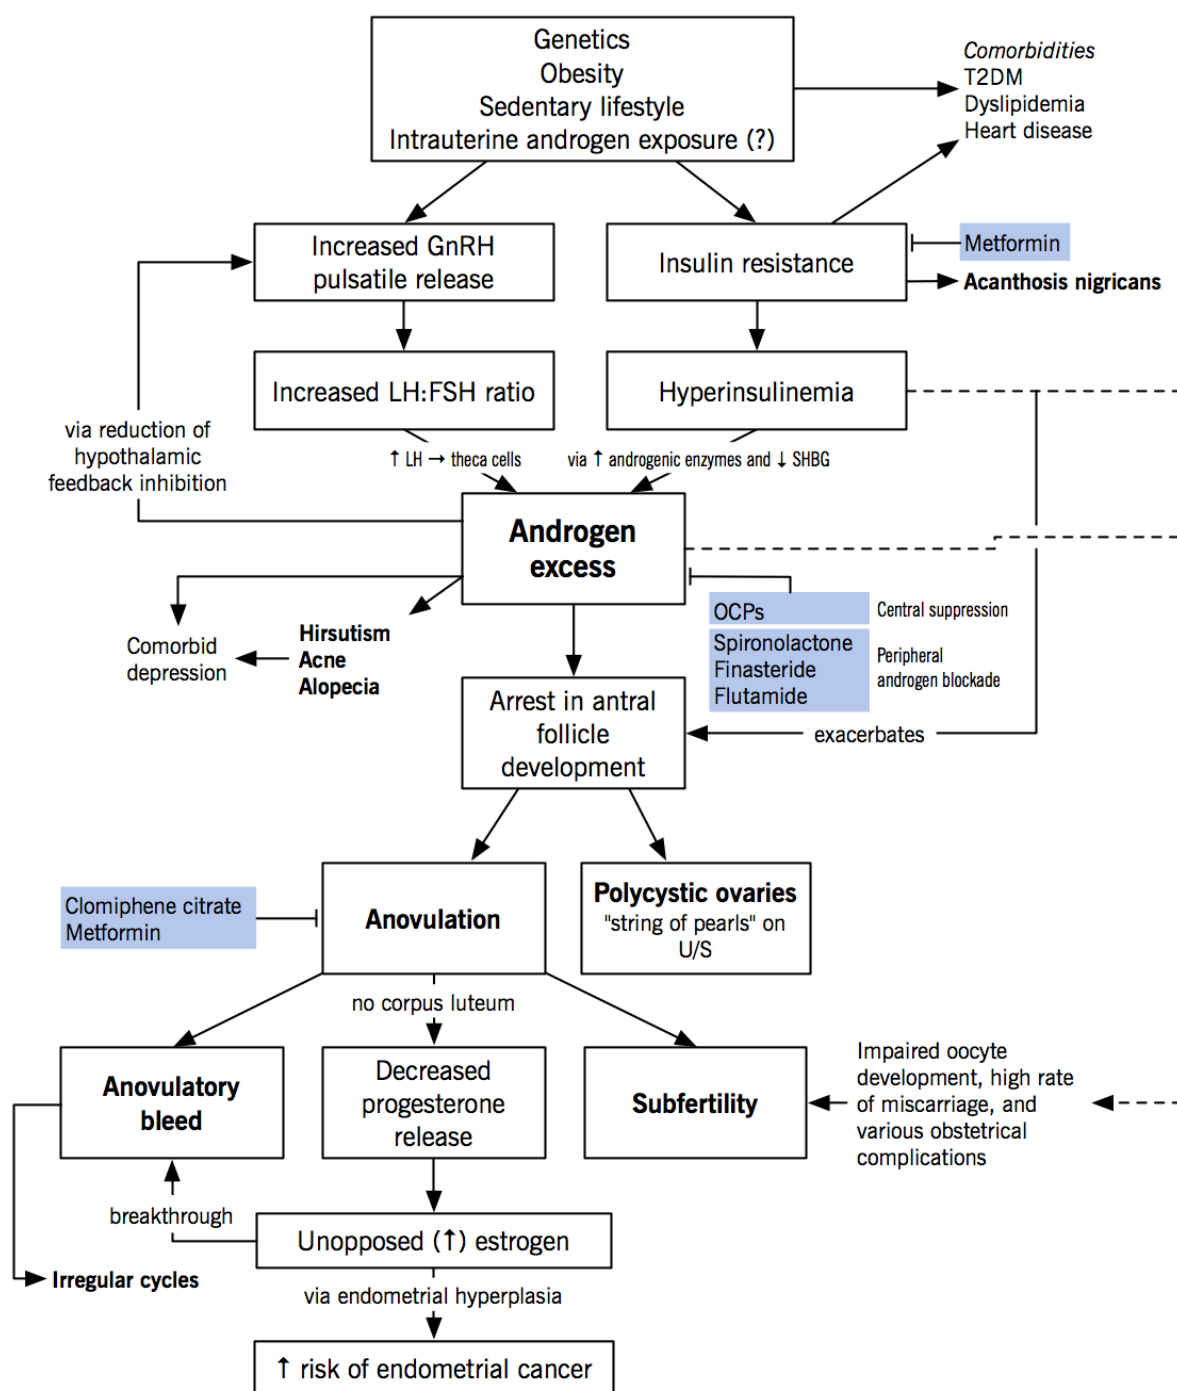 Genetics
Obesity
Sedentary lifestyle
Intrauterine androgen exposure (?)
Comorbidities
T2DM
Dyslipidemia
Heart disease
Increased GnRH
pulsatile release
Insulin resistance
Metformin
Acanthosis nigricans
Increased LH:FSH ratio
Hyperinsulinemia
via reduction of
hypothalamic
feedback inhibition
↑ LH → theca cells
via ↑ androgenic enzymes and ↓ SHBG
Androgen
excess
OCPs
Central suppression
Spironolactone
Finasteride
Flutamide
Peripheral
androgen blockade
Comorbid
depression
Hirsutism
Acne
Alopecia
Arrest in antral
follicle
development
exacerbates
Clomiphene citrate
Metformin
Anovulation
Polycystic ovaries
"string of pearls" on
U/S
no corpus luteum
Anovulatory
bleed
Decreased
progesterone
release
Subfertility
Impaired oocyte
development, high rate
of miscarriage, and
various obstetrical
complications
breakthrough
Unopposed (↑) estrogen
Irregular cycles
via endometrial hyperplasia
↑ risk of endometrial cancer